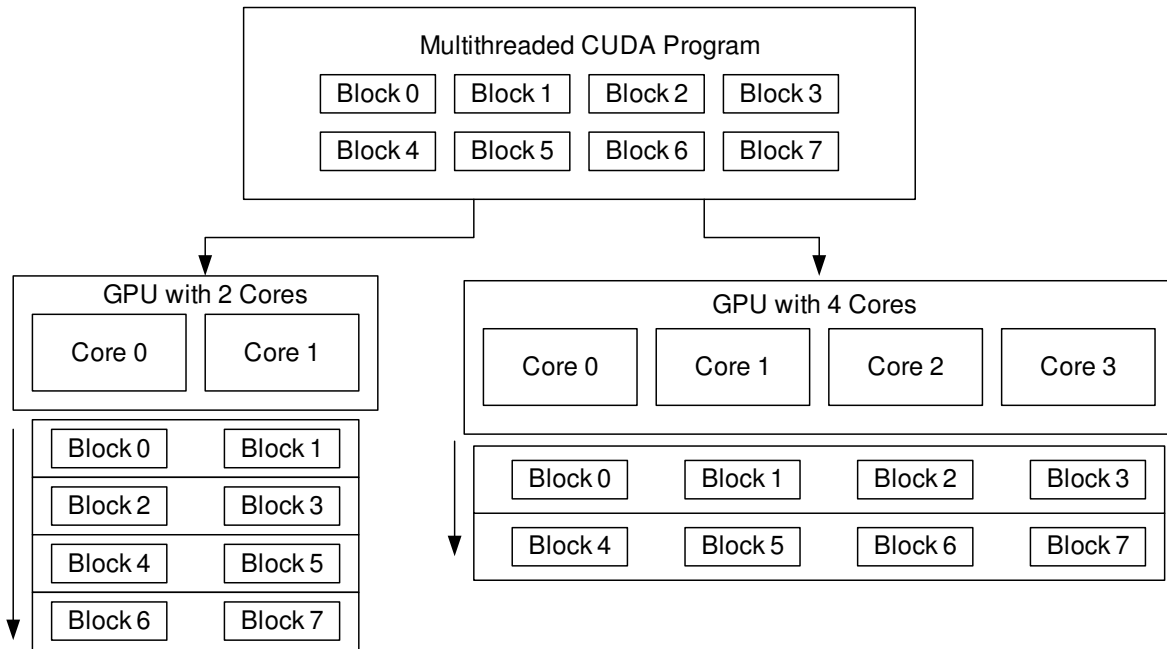 Multithreaded CUDA Program
Block 0 Block 1 Block 2 Block 3
Block 4 Block 5 Block 6 Block 7
GPU with 2 Cores
Core 0 Core 1
Block 0 Block 1
Block 2 Block 3
Block 4 Block 5
Block 6 Block 7
GPU with 4 Cores
Core 0 Core 1 Core 2 Core 3
Block 0 Block 1 Block 2 Block 3
Block 4 Block 5 Block 6 Block 7